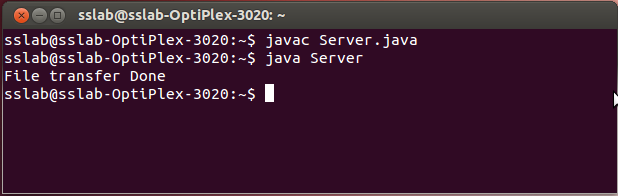 sslab@sslab-OptiPlex-3020: ~
sslab@sslab-OptiPlex-3020:~$ javac Server.java
sslab@sslab-OptiPlex-3020:~$ java Server
File transfer Done
sslab@sslab-OptiPlex-3020:~$